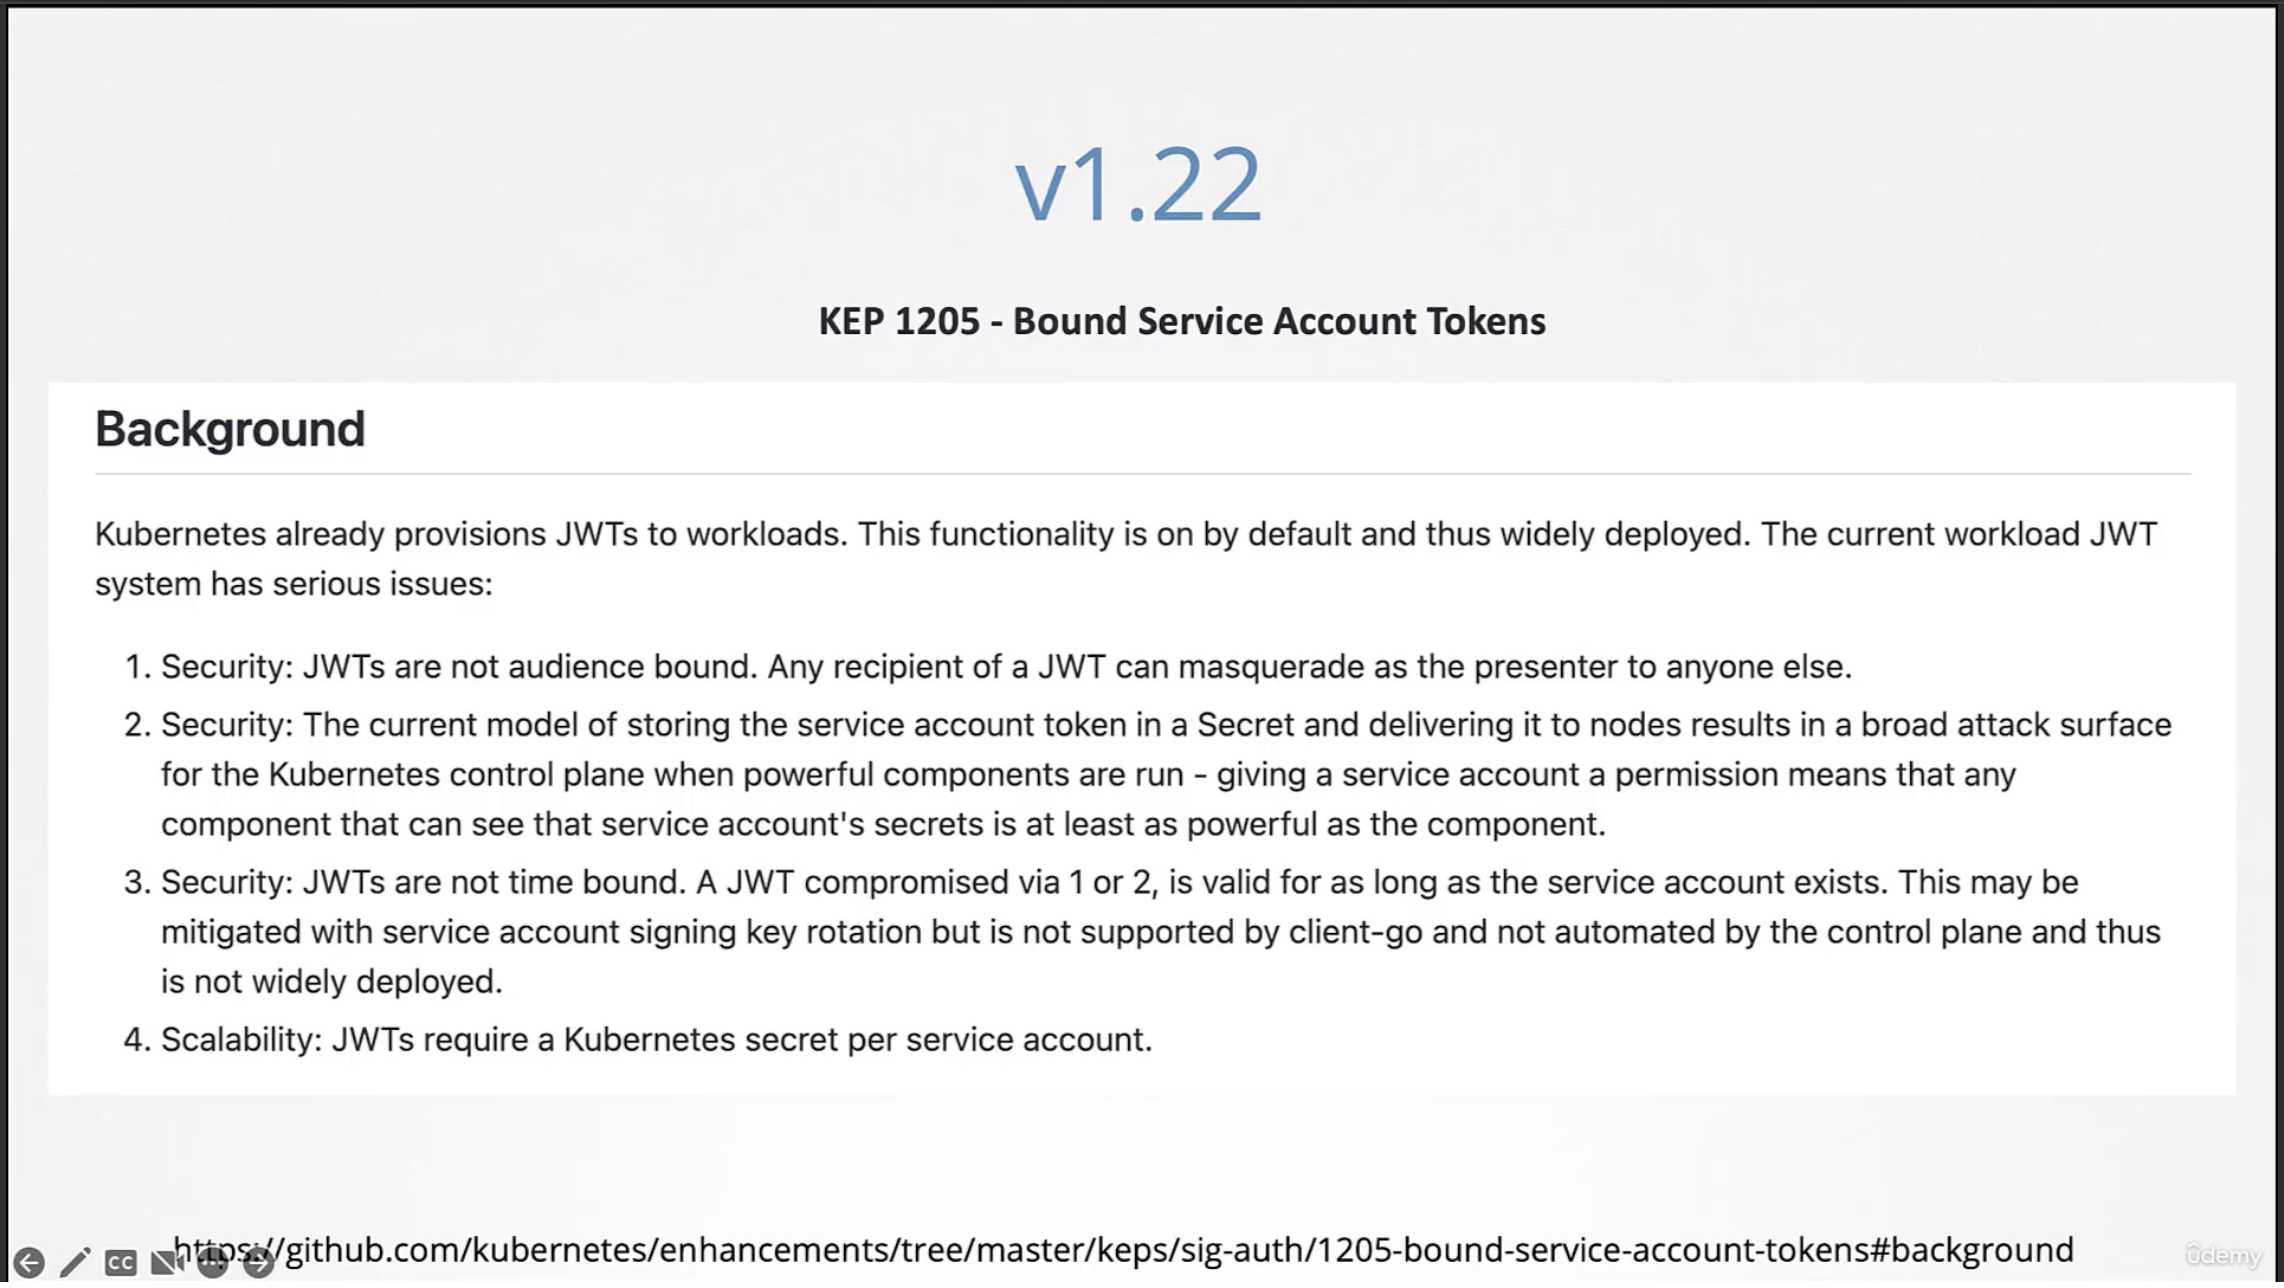 v1.22
KEP 1205 - Bound Service Account Tokens
Background
Kubernetes already provisions JWTs to workloads. This functionality is on by default and thus widely deployed. The current workload JWT
system has serious issues:
1. Security: JWTs are not audience bound. Any recipient of a JWT can masquerade as the presenter to anyone else.
2. Security: The current model of storing the service account token in a Secret and delivering it to nodes results in a broad attack surface
for the Kubernetes control plane when powerful components are run - giving a service account a permission means that any
component that can see that service account's secrets is at least as powerful as the component.
3. Security: JWTs are not time bound. A JWT compromised via 1 or 2, is valid for as long as the service account exists. This may be
mitigated with service account signing key rotation but is not supported by client-go and not automated by the control plane and thus
is not widely deployed.
4. Scalability: JWTs require a Kubernetes secret per service account.
CC
https://github.com/kubernetes/enhancements/tree/master/keps/sig-auth/1205-bound-service-account-tokens#background
ûdemy